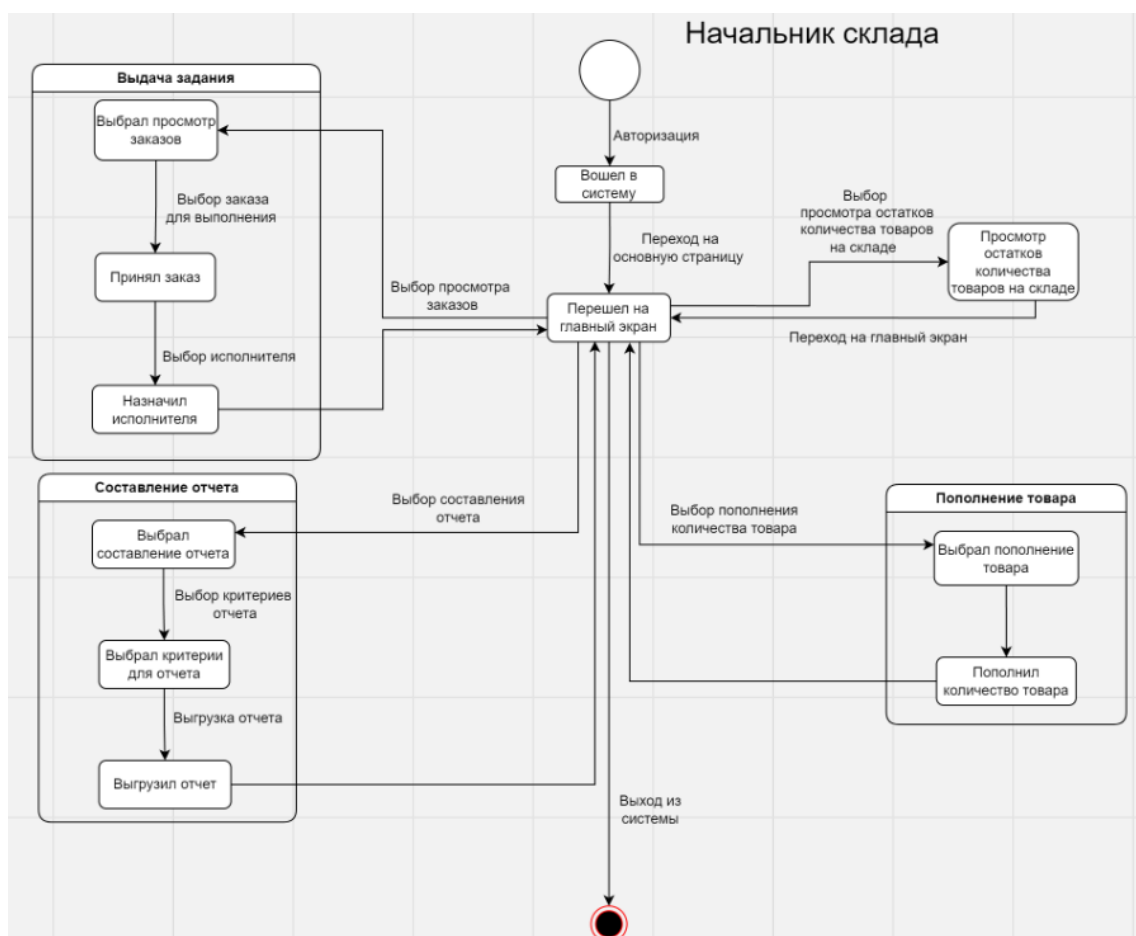 Начальник склада
Выдача задания
Выбрал просмотр
заказов
Выбор заказа
для выполнения
Принял заказ
Выбор исполнителя
Назначил
исполнителя
Авторизация
Вошел в
систему
Переход на
основную страницу
Выбор просмотра
заказов
Перешел на
главный экран
Выбор
просмотра остатков
количества товаров
на складе
Просмотр
остатков
количества
товаров на складе
Переход на главный экран
Составление отчета
Выбор составления
отчета
Выбрал
составление отчета
Выбор критериев
отчета
Выбрал критерии
для отчета
Выгрузка отчета
Выгрузил отчет
Выбор пополнения
количества товара
Пополнение товара
Выбрал пополнение
товара
Пополнил
количество товара
Выход из
системы